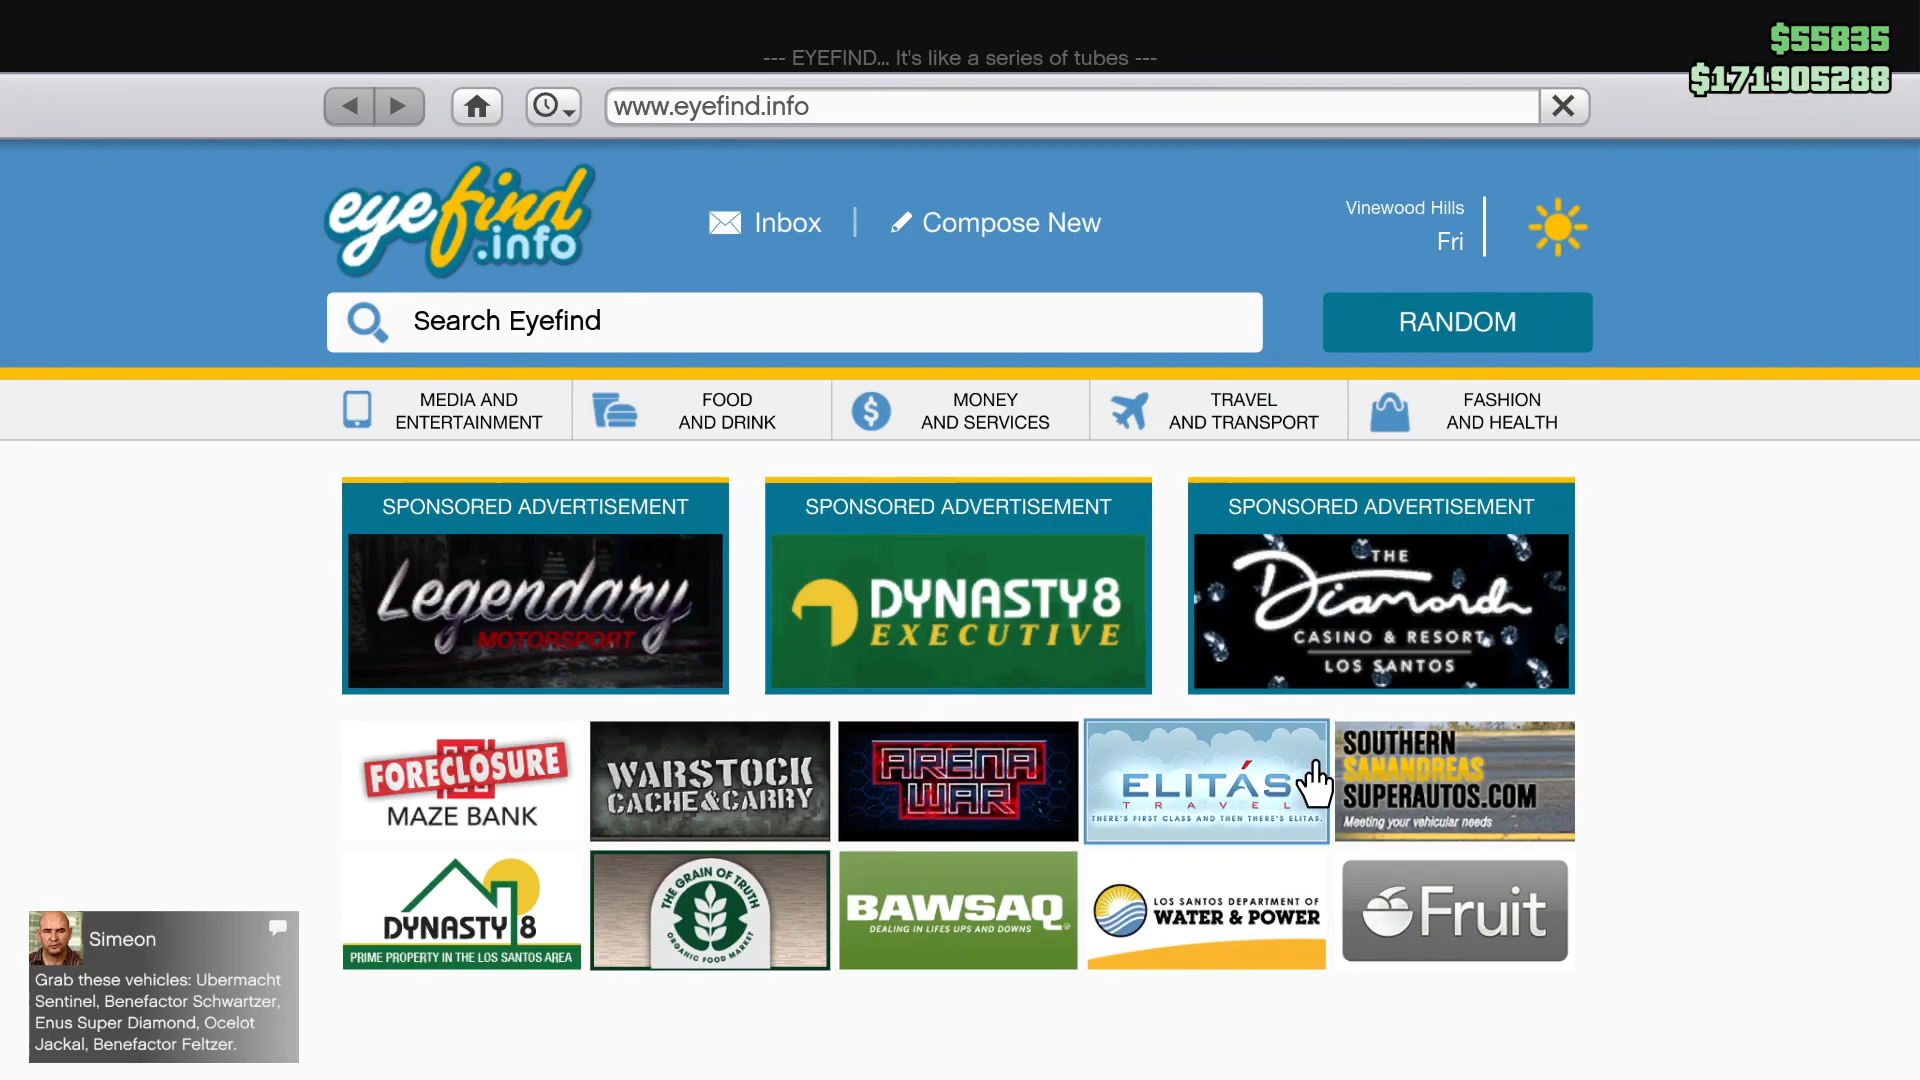 --- EYEFIND... It's like a series of tubes ---
$55835
$171905288
www.eyefind.info
eyefind
.info
Inbox
Compose New
Vinewood Hills
Fri
Search Eyefind
RANDOM
MEDIA AND
ENTERTAINMENT
FOOD
AND DRINK
MONEY
AND SERVICES
TRAVEL
AND TRANSPORT
FASHION
AND HEALTH
SPONSORED ADVERTISEMENT
Legendary
MOTORSPORT
SPONSORED ADVERTISEMENT
DYNASTY8
EXECUTIVE
SPONSORED ADVERTISEMENT
THE
Diamond
CASINO & RESORT
LOS SANTOS
FORECLOSURE
MAZE BANK
WARSTOCK
CACHE&CARRY
ARENA
WAR
ELITÁS
TRAVEL
THERE'S FIRST CLASS AND THEN THERE'S ELITAS.
SOUTHERN
SANANDREAS
SUPERAUTOS.COM
Meeting your vehicular needs
DYNASTY 8
PRIME PROPERTY IN THE LOS SANTOS AREA
THE GRAIN OF TRUTH
ORGANIC FOOD MARKET
BAWSAQ
DEALING IN LIFES UPS AND DOWNS
LOS SANTOS DEPARTMENT OF
WATER & POWER
Fruit
Simeon
Grab these vehicles: Ubermacht
Sentinel, Benefactor Schwartzer,
Enus Super Diamond, Ocelot
Jackal, Benefactor Feltzer.